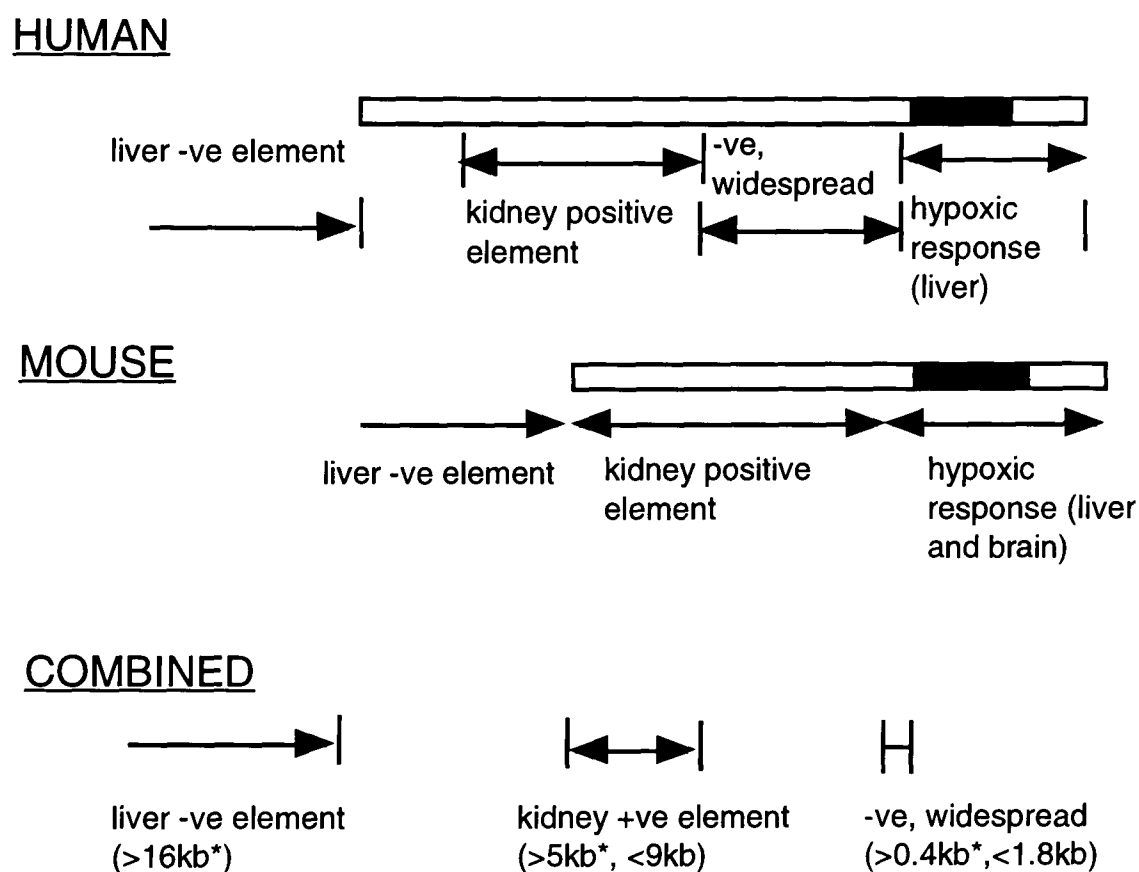 HUMAN
liver -ve element
-ve,
widespread
kidney positive
element
hypoxic
response
(liver)
MOUSE
liver -ve element
kidney positive
element
hypoxic
response (liver
and brain)
COMBINED
liver -ve element
(>16kb*)
kidney +ve element
(>5kb*, <9kb)
-ve, widespread
(>0.4kb*,<1.8kb)